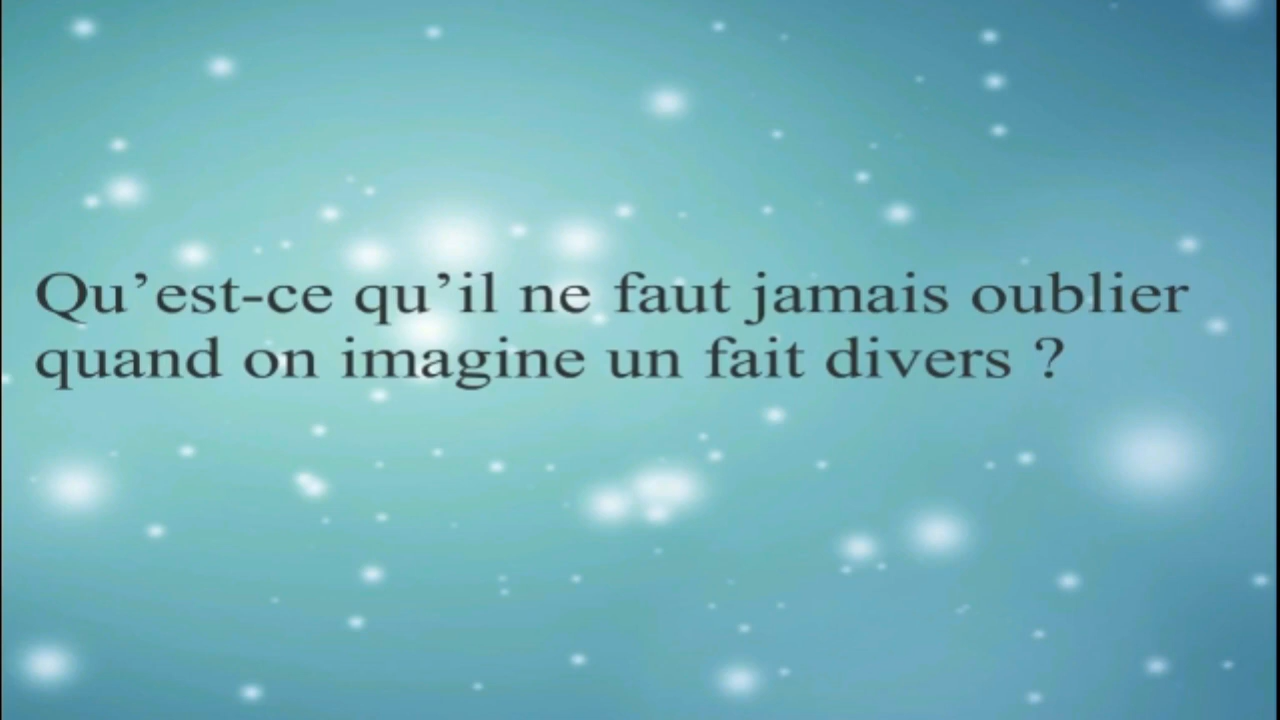 Qu’est-ce qu’il ne faut jamais oublier
quand on imagine un fait divers ?